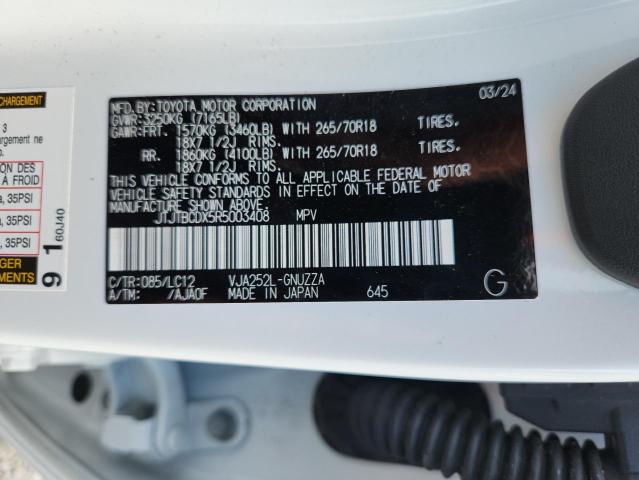 CHARGEMENT
3
argement ne
ION DES
À FROID
a, 35PSI
a, 35PSI
, 35PSI
GER
EMENTS
9 1 60J40
MFD. BY:TOYOTA MOTOR CORPORATION 03/24
GVWR:3250KG (7165LB)
GAWR:FRT. 1570KG (3460LB) WITH 265/70R18 TIRES.
18X7 1/2J RIMS.
RR. 1860KG (4100LB) WITH 265/70R18 TIRES.
18X7 1/2J RIMS.
THIS VEHICLE CONFORMS TO ALL APPLICABLE FEDERAL MOTOR
VEHICLE SAFETY STANDARDS IN EFFECT ON THE DATE OF
MANUFACTURE SHOWN ABOVE.
JTJTBCDX5R5003408 MPV
C/TR:085/LC12 VJA252L-GNUZZA
A/TM: /AJA0F MADE IN JAPAN 645 G